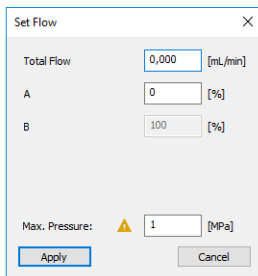 Set Flow
Total Flow 0,000 [mL/min]
A 0 [%]
B 100 [%]
Max. Pressure: 1 [MPa]
Apply Cancel